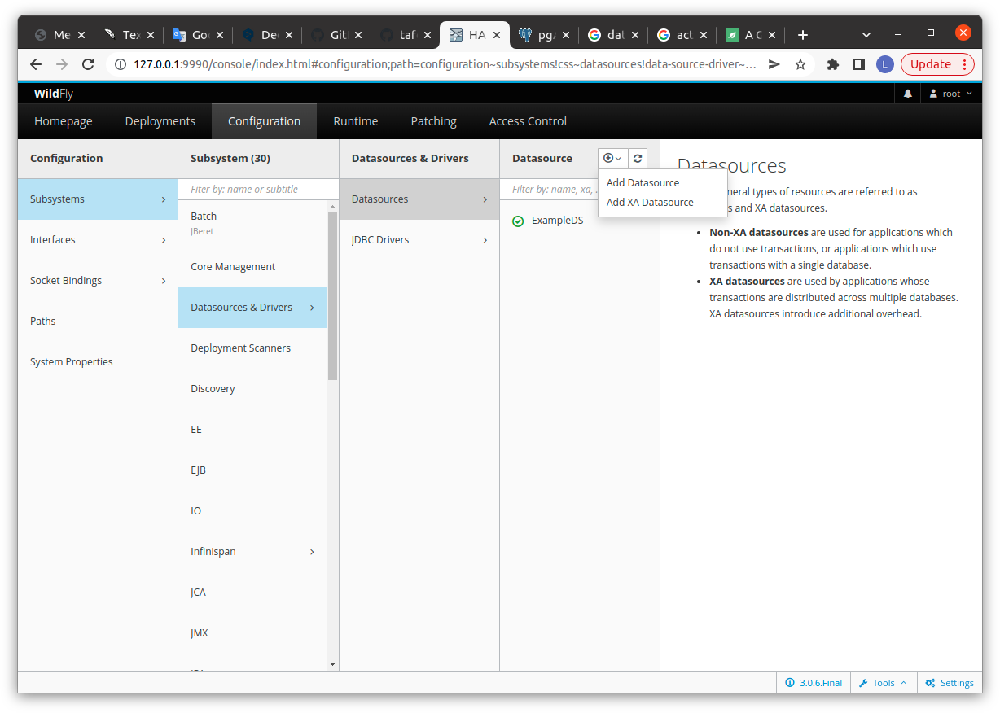 Me
Tex
Goo
De
Git
taf
HA
pgA
dat
act
A C
127.0.0.1:9990/console/index.html#configuration;path=configuration~subsystems!css~datasources!data-source-driver~...
L
Update
WildFly
root
Homepage
Deployments
Configuration
Runtime
Patching
Access Control
Configuration
Subsystems
Interfaces
Socket Bindings
Paths
System Properties
Subsystem (30)
Fiter by: name or subtitle
Batch
JBeret
Core Management
Datasources & Drivers
Deployment Scanners
Discovery
EE
EJB
IO
Infinispan
JCA
JMX
Datasources & Drivers
Datasources
JDBC Drivers
Datasource
Filter by: name, xa, .
Add Datasource
Add XA Datasource
ExampleDS
Datasources
neral types of resources are referred to as
s and XA datasources.
• Non-XA datasources are used for applications which
do not use transactions, or applications which use
transactions with a single database.
• XA datasources are used by applications whose
transactions are distributed across multiple databases.
XA datasources introduce additional overhead.
3.0.6.Final
Tools
Settings